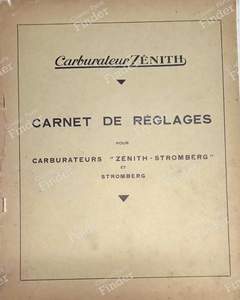 Carburateur ZÉNITH
CARNET DE RÉGLAGES
POUR
CARBURATEURS "ZENITH-STROMBERG"
ET
STROMBERG